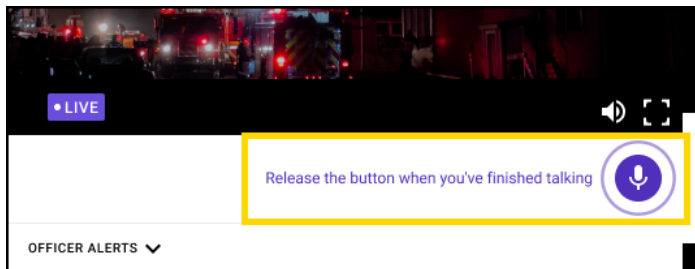 LIVE
Release the button when you've finished talking
OFFICER ALERTS